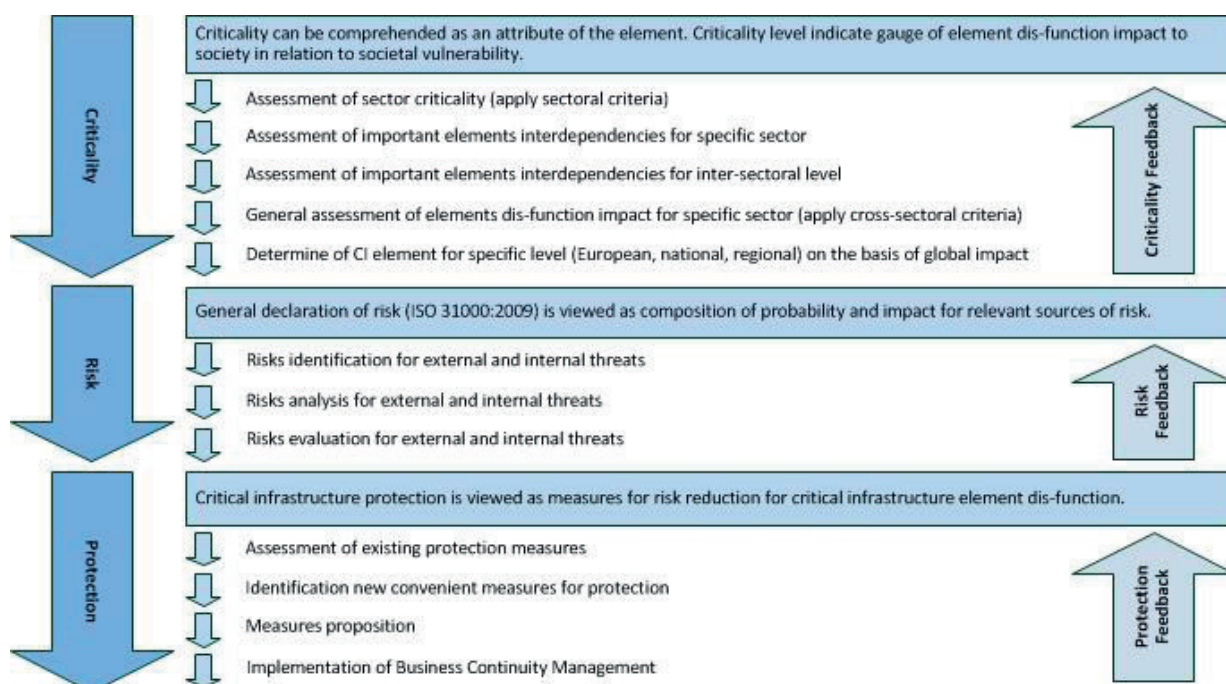 Criticality
Criticality can be comprehended as an attribute of the element. Criticality level indicate gauge of element dis-function impact to
society in relation to societal vulnerability.
Assessment of sector criticality (apply sectoral criteria)
Assessment of important elements interdependencies for specific sector
Assessment of important elements interdependencies for inter-sectoral level
General assessment of elements dis-function impact for specific sector (apply cross-sectoral criteria)
Determine of CI element for specific level (European, national, regional) on the basis of global impact
Criticality Feedback
Risk
General declaration of risk (ISO 31000:2009) is viewed as composition of probability and impact for relevant sources of risk.
Risks identification for external and internal threats
Risks analysis for external and internal threats
Risks evaluation for external and internal threats
Risk
Feedback
Protection
Critical infrastructure protection is viewed as measures for risk reduction for critical infrastructure element dis-function.
Assessment of existing protection measures
Identification new convenient measures for protection
Measures proposition
Implementation of Business Continuity Management
Protection
Feedback